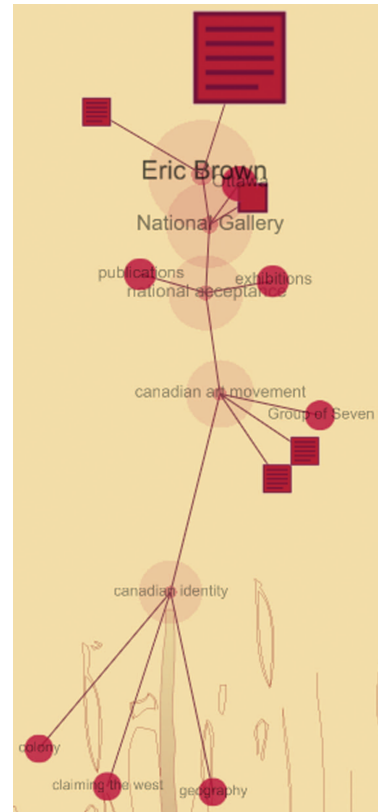 Eric Brown
Ottawa
National Gallery
publications
exhibitions
national acceptance
canadian art movement
Group of Seven
canadian identity
colony
claiming the west
geography